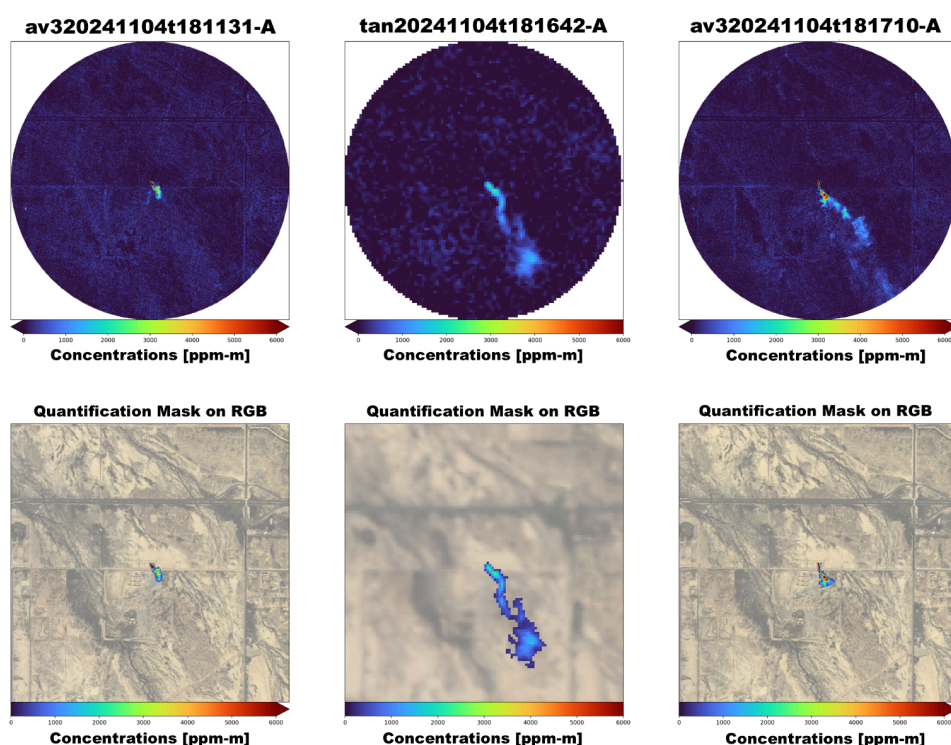 av320241104t181131-A
tan20241104t181642-A
av320241104t181710-A
0 1000 2000 3000 4000 5000 6000
0 1000 2000 3000 4000 5000 6000
0 1000 2000 3000 4000 5000 6000
Concentrations [ppm-m]
Concentrations [ppm-m]
Concentrations [ppm-m]
Quantification Mask on RGB
Quantification Mask on RGB
Quantification Mask on RGB
0 1000 2000 3000 4000 5000 6000
0 1000 2000 3000 4000 5000 6000
0 1000 2000 3000 4000 5000 6000
Concentrations [ppm-m]
Concentrations [ppm-m]
Concentrations [ppm-m]